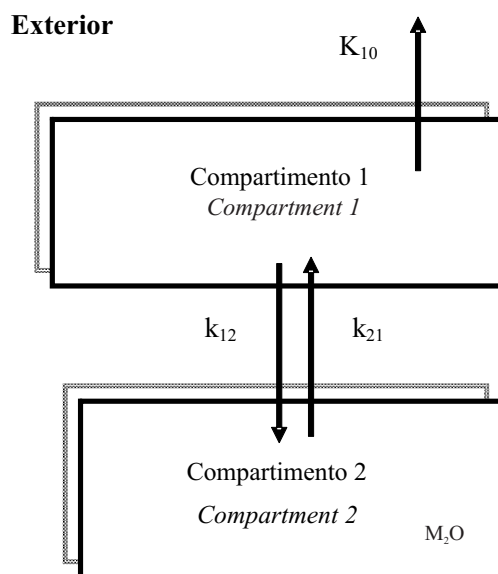 Exterior
K₁₀
Compartimento 1
Compartment 1
k₁₂
k₂₁
Compartimento 2
Compartment 2
M₂O